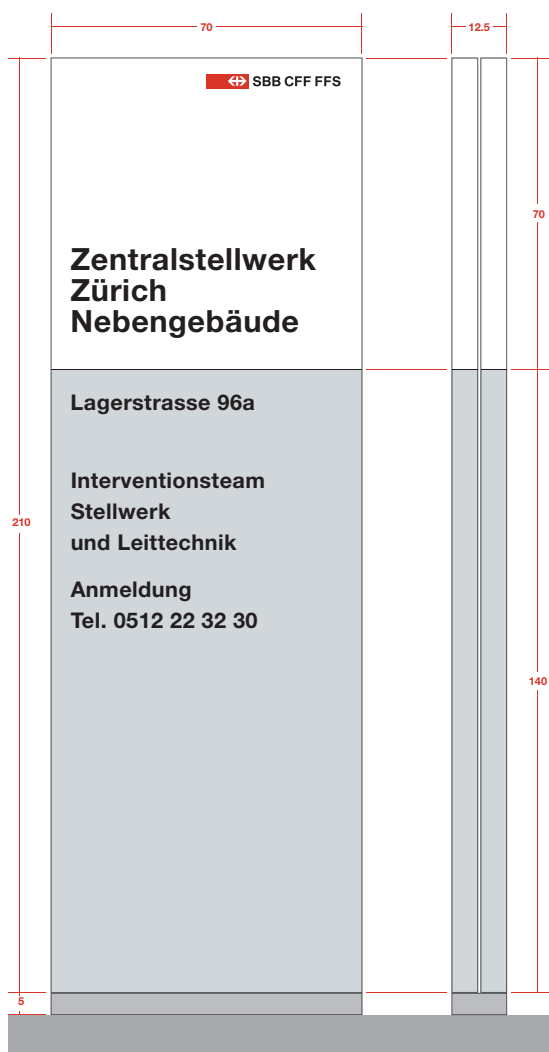 70
12.5
SBB CFF FFS
70
Zentralstellwerk
Zürich
Nebengebäude
Lagerstrasse 96a
Interventionsteam
Stellwerk
210
und Leittechnik
Anmeldung
Tel. 0512 22 32 30
140
5